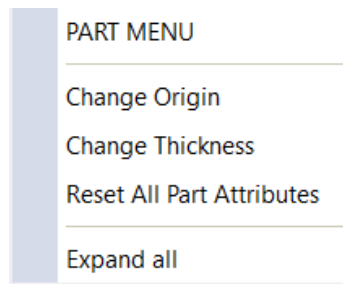 PART MENU
Change Origin
Change Thickness
Reset All Part Attributes
Expand all